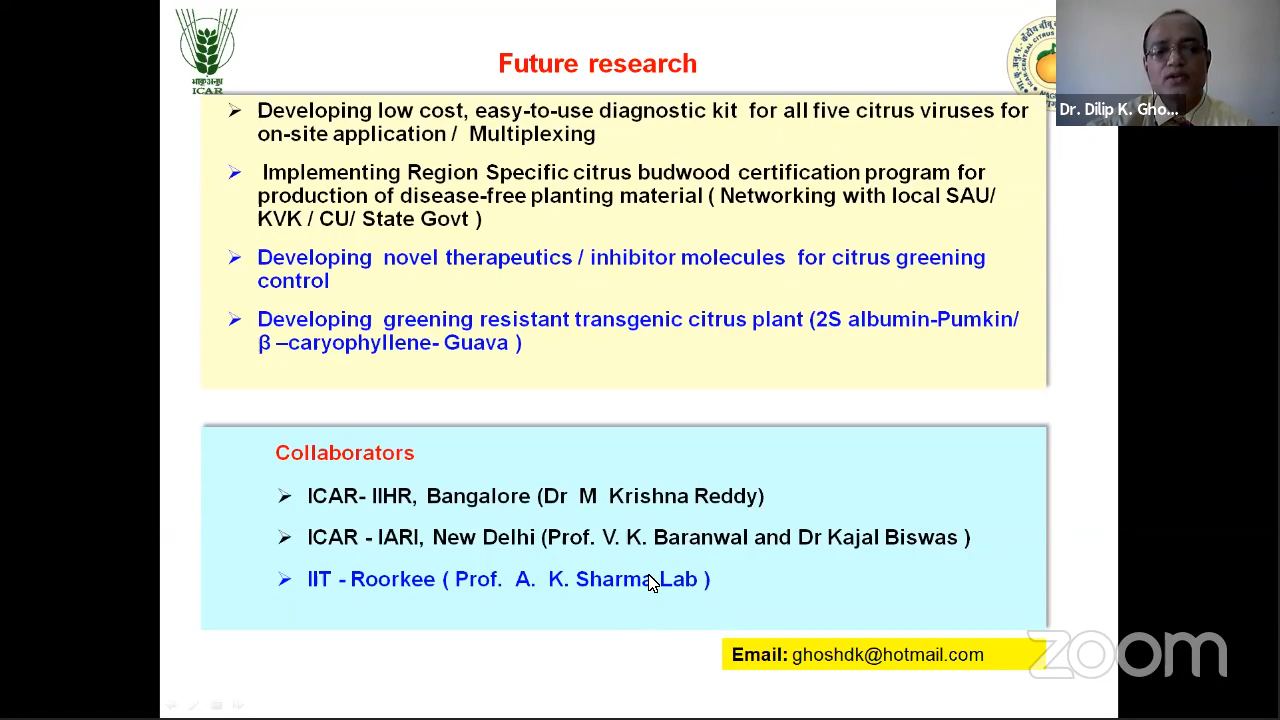 भाकृअनुप
ICAR
Future research
Dr. Dilip K. Gho...
Developing low cost, easy-to-use diagnostic kit for all five citrus viruses for
on-site application / Multiplexing
Implementing Region Specific citrus budwood certification program for
production of disease-free planting material ( Networking with local SAU/
KVK / CU/ State Govt )
Developing novel therapeutics / inhibitor molecules for citrus greening
control
Developing greening resistant transgenic citrus plant (2S albumin-Pumkin/
β –caryophyllene- Guava )
Collaborators
ICAR- IIHR, Bangalore (Dr M Krishna Reddy)
ICAR - IARI, New Delhi (Prof. V. K. Baranwal and Dr Kajal Biswas )
IIT - Roorkee ( Prof. A. K. Sharma Lab )
Email: ghoshdk@hotmail.com
zoom